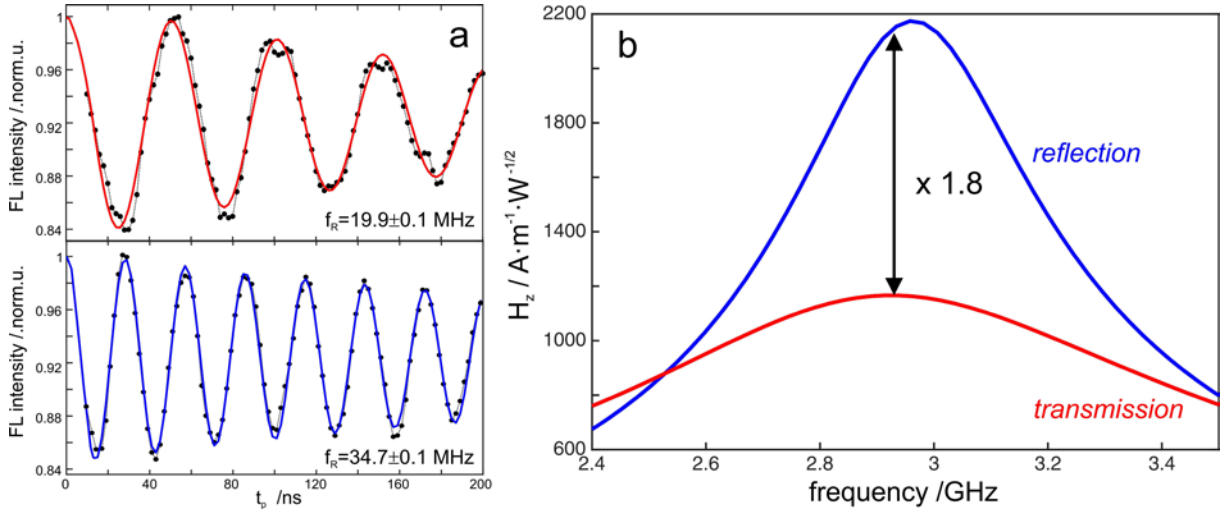 a
FL intensity /.norm.u.
1
0.96
0.92
0.88
0.84
f_R=19.9±0.1 MHz
FL intensity /.norm.u.
1
0.96
0.92
0.88
0.84
f_R=34.7±0.1 MHz
0 40 80 120 160 200
t_p /ns
b
H_z / A·m⁻¹·W⁻¹ᐟ²
2200
1800
1400
1000
600
reflection
x 1.8
transmission
2.4 2.6 2.8 3 3.2 3.4
frequency /GHz